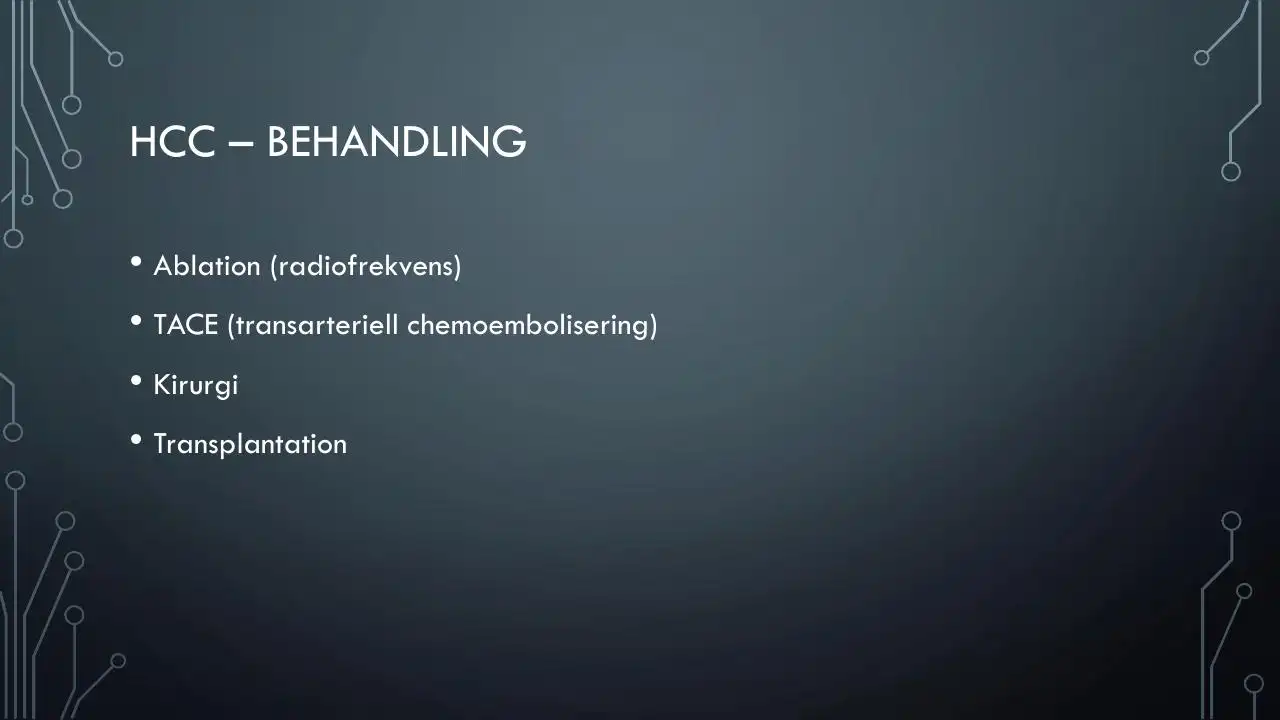 HCC – BEHANDLING
• Ablation (radiofrekvens)
• TACE (transarteriell chemoembolisering)
• Kirurgi
• Transplantation